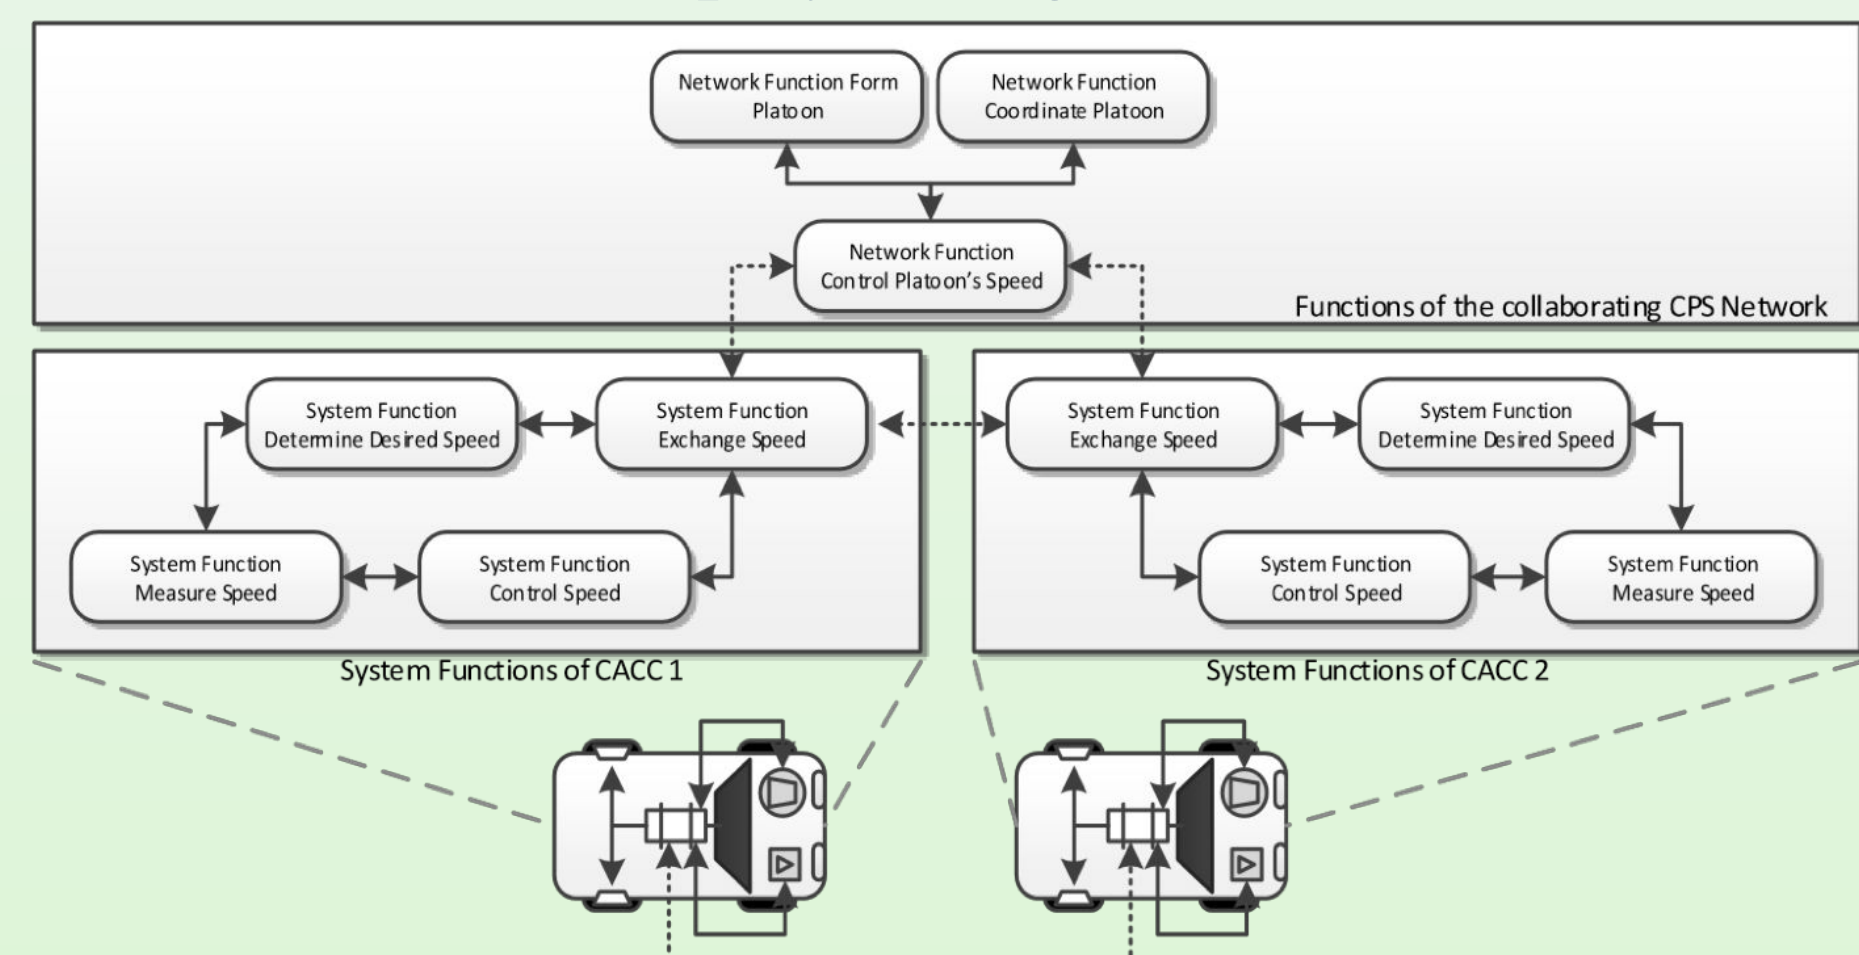 Network Function Form
Platoon
Network Function
Coordinate Platoon
Network Function
Control Platoon's Speed
Functions of the collaborating CPS Network
System Function
Determine Desired Speed
System Function
Exchange Speed
System Function
Exchange Speed
System Function
Determine Desired Speed
System Function
Measure Speed
System Function
Control Speed
System Function
Control Speed
System Function
Measure Speed
System Functions of CACC 1
System Functions of CACC 2